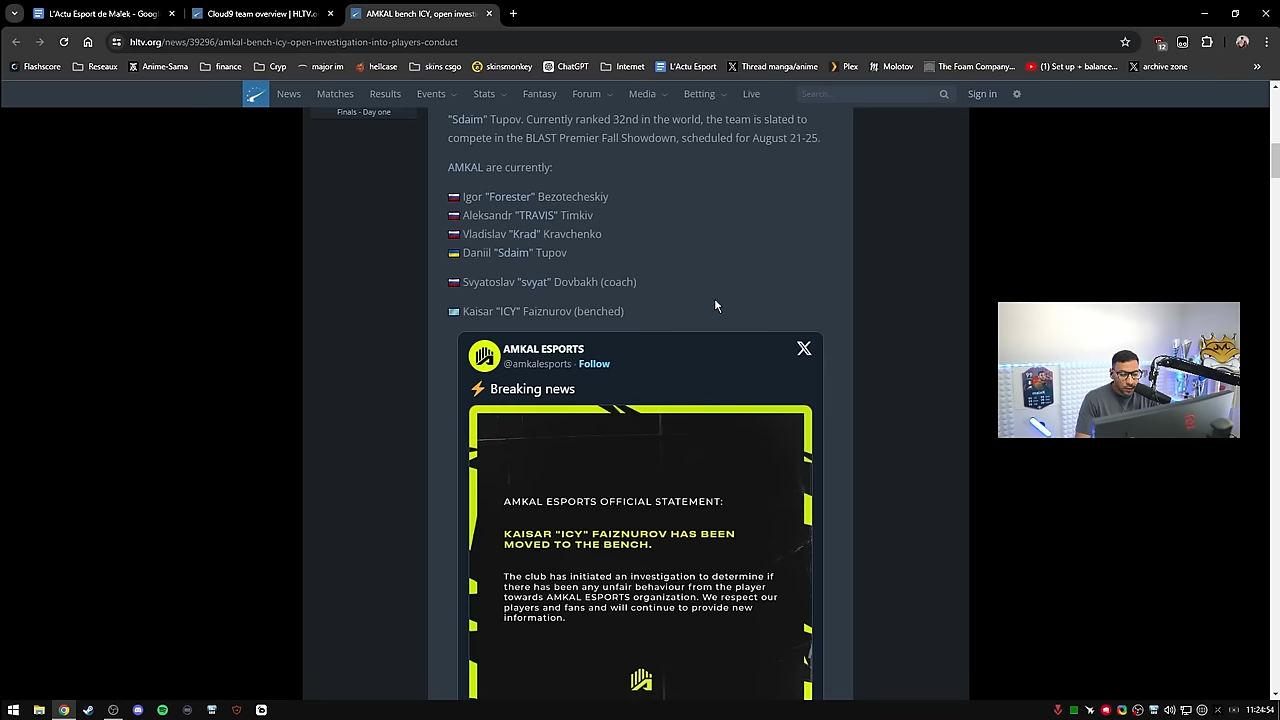 L'Actu Esport de Malek - Googl
Cloud9 team overview | HLTV.o
AMKAL bench ICY, open investi
hltv.org/news/39296/amkal-bench-icy-open-investigation-into-players-conduct
12
Flashscore
Reseaux
Anime-Sama
finance
Cryp
major im
hellcase
skins csgo
skinsmonkey
ChatGPT
Internet
L'Actu Esport
Thread manga/anime
Plex
Molotov
The Foam Company...
(1) Set up + balance...
archive zone
News
Matches
Results
Events
Stats
Fantasy
Forum
Media
Betting
Live
Search...
Sign in
Finals - Day one
"Sdaim" Tupov. Currently ranked 32nd in the world, the team is slated to
compete in the BLAST Premier Fall Showdown, scheduled for August 21-25.
AMKAL are currently:
Igor "Forester" Bezotecheskiy
Aleksandr "TRAVIS" Timkiv
Vladislav "Krad" Kravchenko
Daniil "Sdaim" Tupov
Svyatoslav "svyat" Dovbakh (coach)
Kaisar "ICY" Faiznurov (benched)
AMKAL ESPORTS
@amkalesports · Follow
⚡ Breaking news
AMKAL ESPORTS OFFICIAL STATEMENT:
KAISAR "ICY" FAIZNUROV HAS BEEN
MOVED TO THE BENCH.
The club has initiated an investigation to determine if
there has been any unfair behaviour from the player
towards AMKAL ESPORTS organization. We respect our
players and fans and will continue to provide new
information.
11:24:54